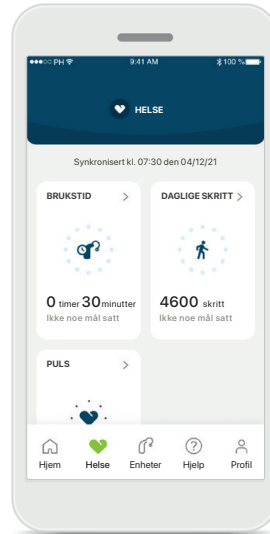 ●●●○○ PH 9:41 AM 100 %
HELSE
Synkronisert kl. 07:30 den 04/12/21
BRUKSTID > DAGLIGE SKRITT >
0 timer 30 minutter 4600 skritt
Ikke noe mål satt Ikke noe mål satt
PULS >
Hjem Helse Enheter Hjelp Profil